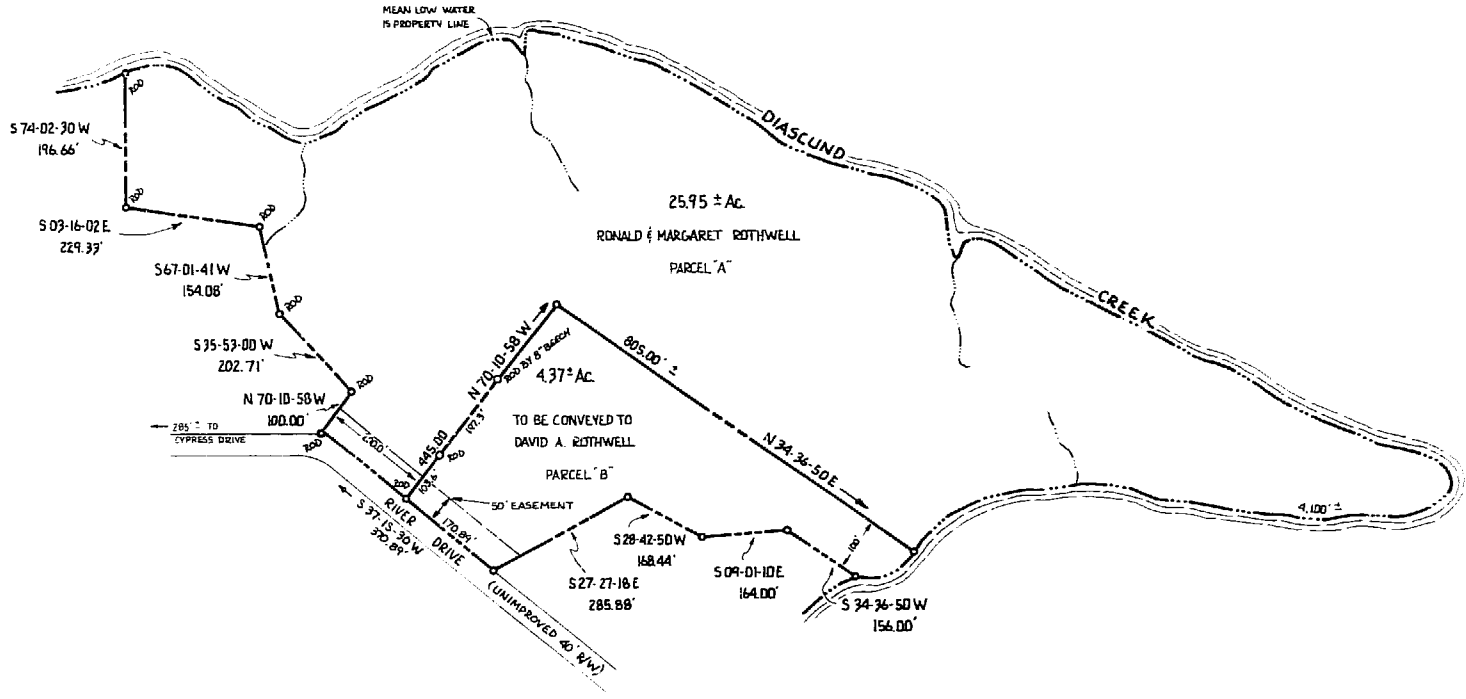 MEAN LOW WATER
IS PROPERTY LINE
ROD
S 74-02-30 W
196.66'
ROD
ROD
S 03-16-02 E
229.33'
S 67-01-41 W
154.08'
ROD
S 35-53-00 W
202.71'
ROD
N 70-10-58 W
100.00'
285' ± TO
CYPRESS DRIVE
ROD
DIASCUND
CREEK
25.95 ± Ac.
RONALD & MARGARET ROTHWELL
PARCEL "A"
N 70-10-58 W
ROD BY 8" BEECH
445.00
192.3'
103.6'
ROD
ROD
4.37 ± Ac.
TO BE CONVEYED TO
DAVID A. ROTHWELL
PARCEL "B"
805.00' ±
N 34-36-50 E
50' EASEMENT
170.89'
RIVER DRIVE
S 37-15-30 W
370.89'
(UNIMPROVED 40' R/W)
S 27-27-18 E
285.88'
S 28-42-50 W
168.44'
S 09-01-10 E
164.00'
100'
S 34-36-50 W
156.00'
4,100' ±